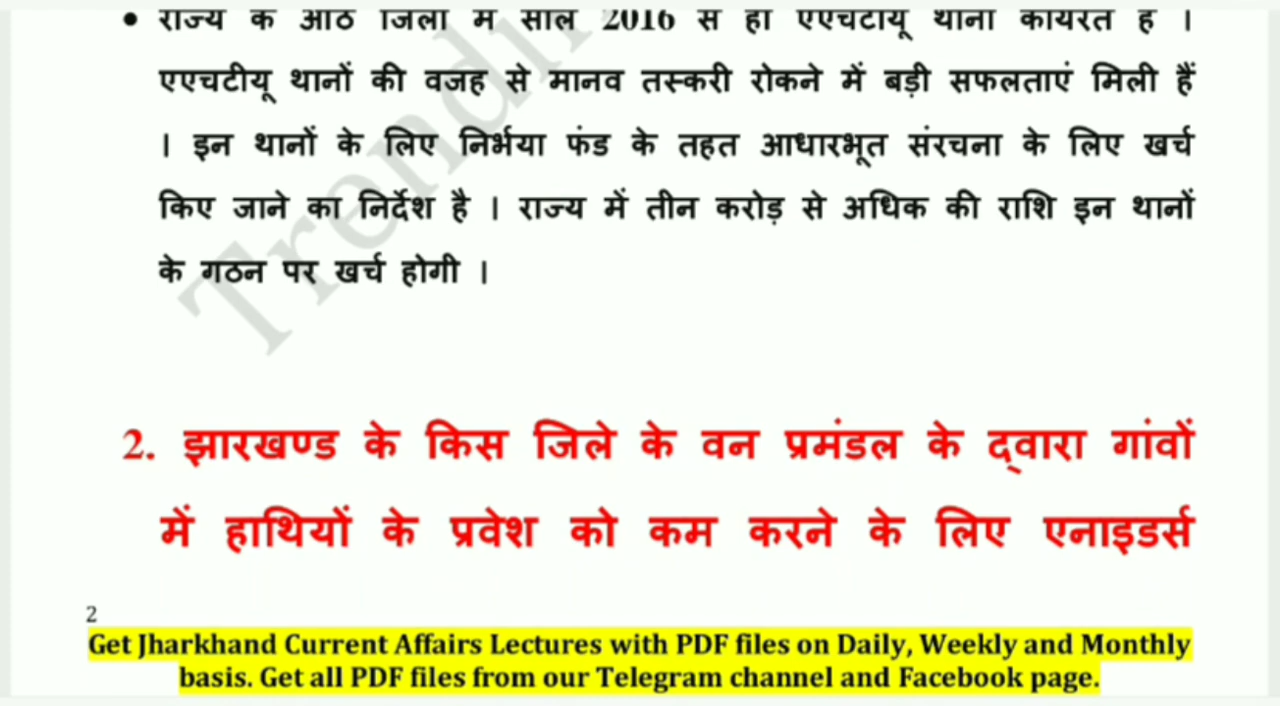 • राज्य के आठ जिलों में साल 2016 से ही एएचटीयू थाना कार्यरत है ।
एएचटीयू थानों की वजह से मानव तस्करी रोकने में बड़ी सफलताएं मिली हैं
। इन थानों के लिए निर्भया फंड के तहत आधारभूत संरचना के लिए खर्च
किए जाने का निर्देश है । राज्य में तीन करोड़ से अधिक की राशि इन थानों
के गठन पर खर्च होगी ।
2. झारखण्ड के किस जिले के वन प्रमंडल के द्वारा गांवों
में हाथियों के प्रवेश को कम करने के लिए एनाइडर्स
2
Get Jharkhand Current Affairs Lectures with PDF files on Daily, Weekly and Monthly
basis. Get all PDF files from our Telegram channel and Facebook page.